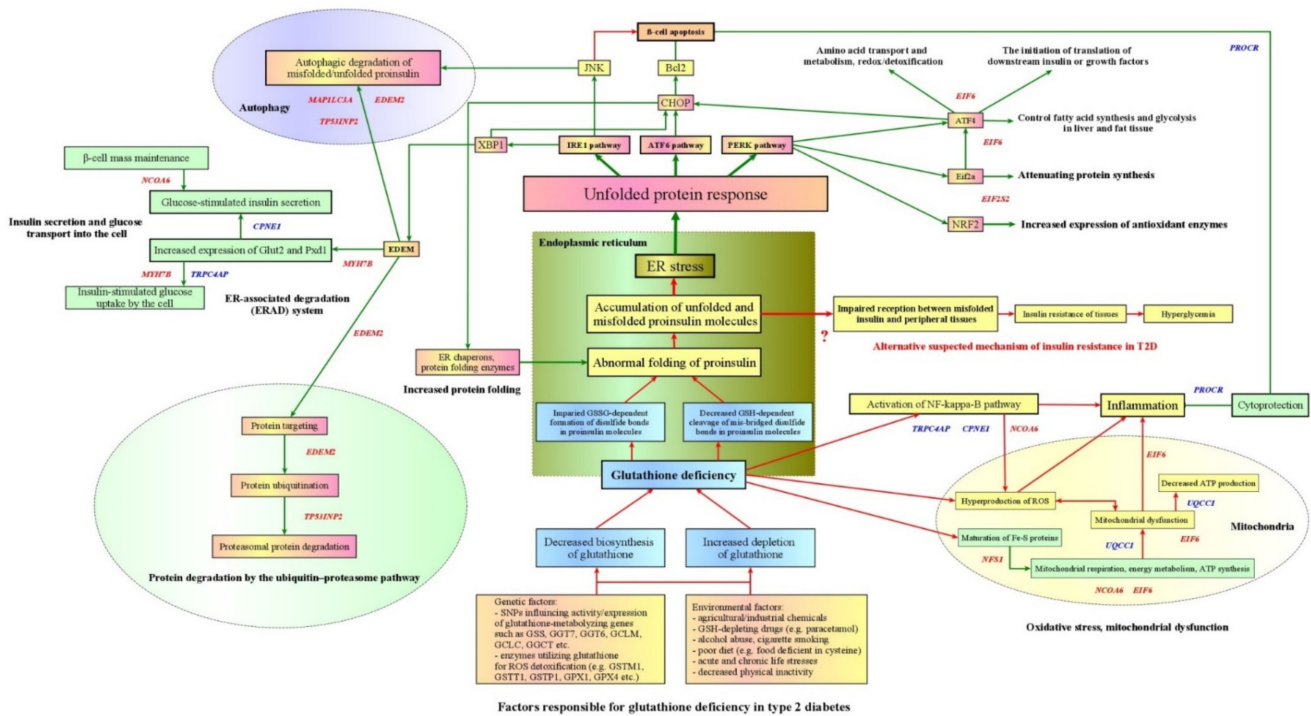 ß-cell apoptosis
PROCR
Autophagic degradation of
misfolded/unfolded proinsulin
MAP1LC3A
EDEM2
TP53INP2
Autophagy
JNK
Bcl2
CHOP
XBP1
IRE1 pathway
ATF6 pathway
PERK pathway
Amino acid transport and
metabolism, redox/detoxification
The initiation of translation of
downstream insulin or growth factors
EIF6
ATF4
Control fatty acid synthesis and glycolysis
in liver and fat tissue
EIF6
Eif2a
Attenuating protein synthesis
EIF2S2
NRF2
Increased expression of antioxidant enzymes
Unfolded protein response
β-cell mass maintenance
NCOA6
Glucose-stimulated insulin secretion
Insulin secretion and glucose
transport into the cell
CPNE1
Increased expression of Glut2 and Pxd1
EDEM
MYH7B
MYH7B
TRPC4AP
Insulin-stimulated glucose
uptake by the cell
ER-associated degradation
(ERAD) system
EDEM2
Endoplasmic reticulum
ER stress
Accumulation of unfolded and
misfolded proinsulin molecules
Impaired reception between misfolded
insulin and peripheral tissues
Insulin resistance of tissues
Hyperglycemia
?
Alternative suspected mechanism of insulin resistance in T2D
ER chaperons,
protein folding enzymes
Increased protein folding
Abnormal folding of proinsulin
Imparied GSSG-dependent
formation of disulfide bonds
in proinsulin molecules
Decreased GSH-dependent
cleavage of mis-bridged disulfide
bonds in proinsulin molecules
Glutathione deficiency
Activation of NF-kappa-B pathway
Inflammation
PROCR
Cytoprotection
TRPC4AP
CPNE1
NCOA6
EIF6
Hyperproduction of ROS
Decreased ATP production
UQCC1
Mitochondrial dysfunction
Mitochondria
EIF6
Maturation of Fe-S proteins
UQCC1
NFS1
Mitochondrial respiration, energy metabolism, ATP synthesis
NCOA6
EIF6
Oxidative stress, mitochondrial dysfunction
Protein targeting
EDEM2
Protein ubiquitination
TP53INP2
Proteasomal protein degradation
Protein degradation by the ubiquitin–proteasome pathway
Decreased biosynthesis
of glutathione
Increased depletion
of glutathione
Genetic factors:
- SNPs influincing activity/expression
of glutathione-metabolyzing genes
such as GSS, GGT7, GGT6, GCLM,
GCLC, GGCT etc.
- enzymes utilizing glutathione
for ROS detoxification (e.g. GSTM1,
GSTT1, GSTP1, GPX1, GPX4 etc.)
Environmental factors:
- agricultural/industrial chemicals
- GSH-depleting drugs (e.g. paracetamol)
- alcohol abuse, cigarette smoking
- poor diet (e.g. food deficient in cysteine)
- acute and chronic life stresses
- decreased physical inactivity
Factors responsible for glutathione deficiency in type 2 diabetes